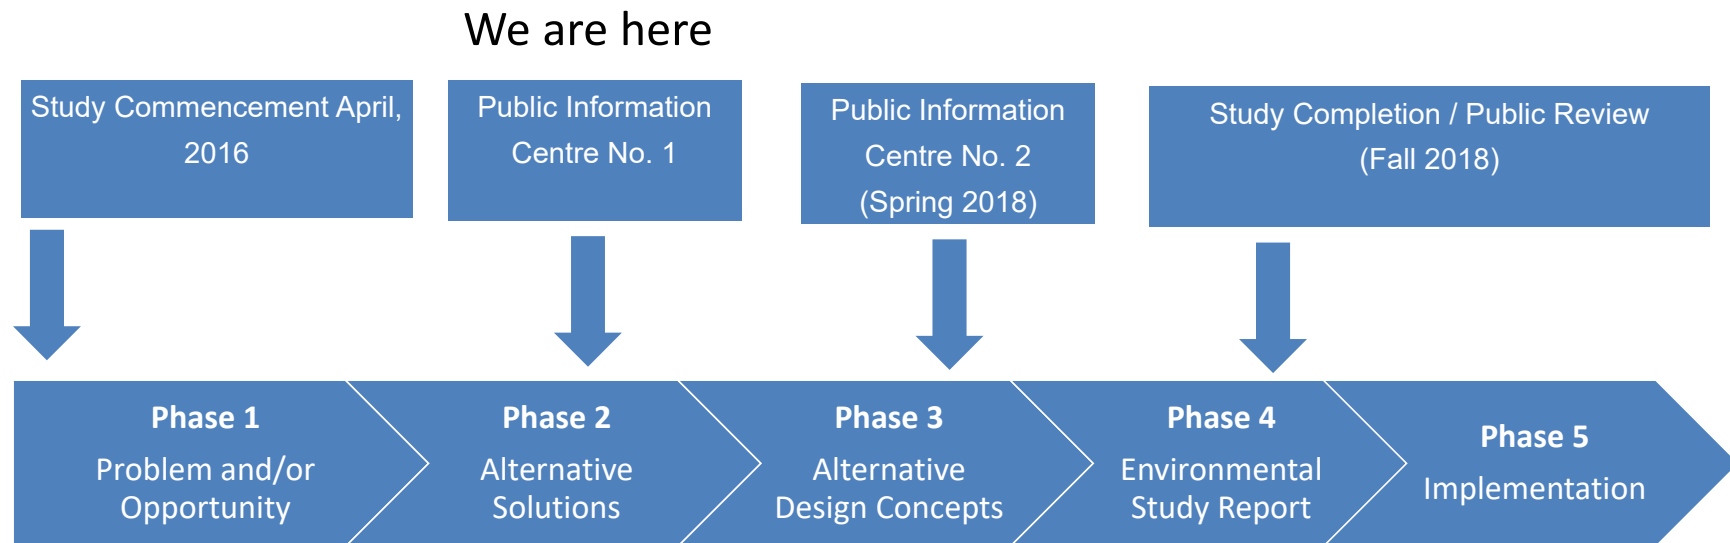 We are here
Study Commencement April,
2016
Public Information
Centre No. 1
Public Information
Centre No. 2
(Spring 2018)
Study Completion / Public Review
(Fall 2018)
Phase 1
Problem and/or
Opportunity
Phase 2
Alternative
Solutions
Phase 3
Alternative
Design Concepts
Phase 4
Environmental
Study Report
Phase 5
Implementation